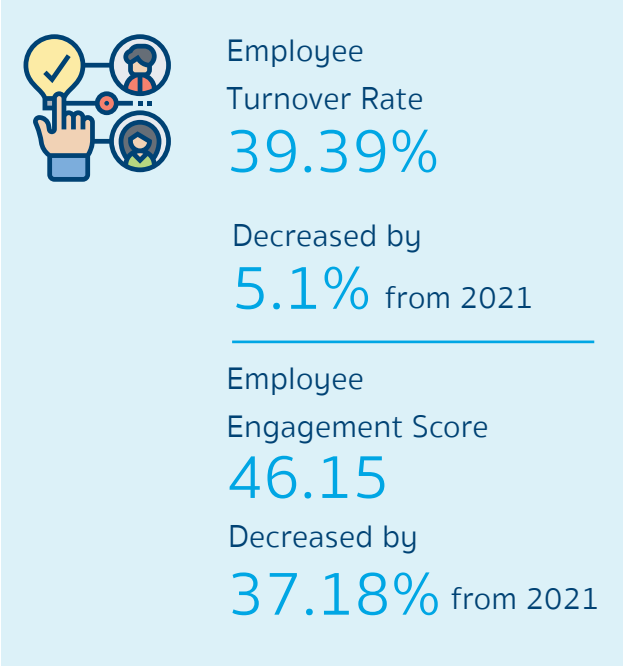 Employee
Turnover Rate
39.39%
Decreased by
5.1% from 2021
Employee
Engagement Score
46.15
Decreased by
37.18% from 2021